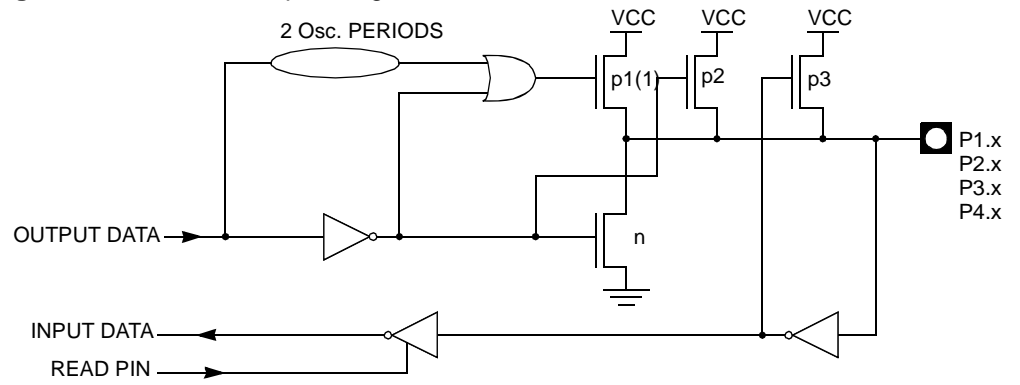 2 Osc. PERIODS
VCC
VCC
VCC
p1(1)
p2
p3
P1.x
P2.x
P3.x
P4.x
OUTPUT DATA
n
INPUT DATA
READ PIN